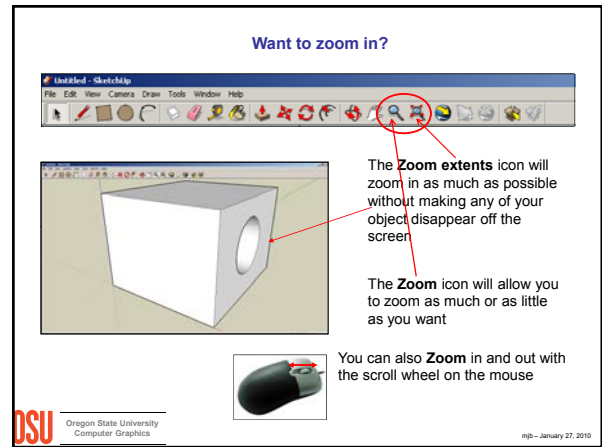 Want to zoom in?
Untitled - SketchUp
File Edit View Camera Draw Tools Window Help
The Zoom extents icon will
zoom in as much as possible
without making any of your
object disappear off the
screen
The Zoom icon will allow you
to zoom as much or as little
as you want
You can also Zoom in and out with
the scroll wheel on the mouse
OSU
Oregon State University
Computer Graphics
mjb – January 27, 2010